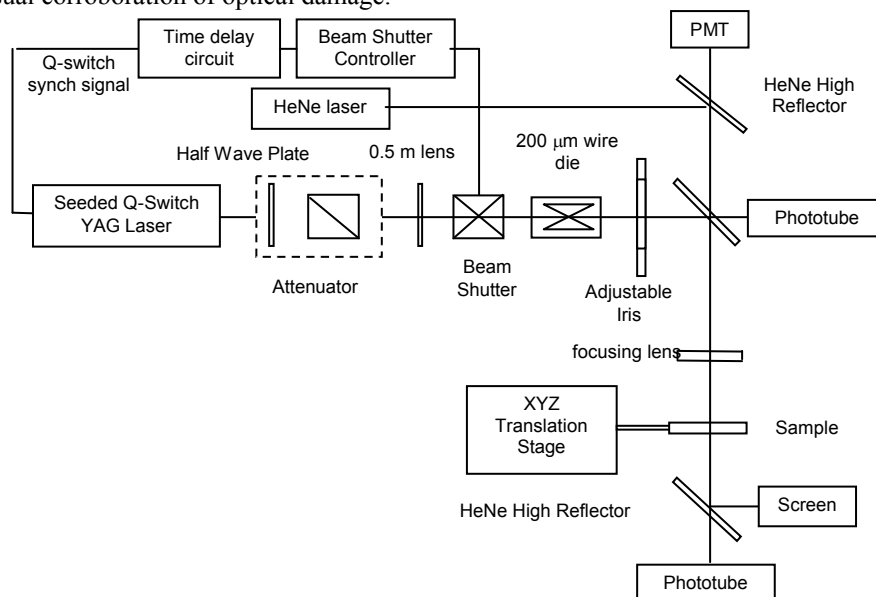 sual corroboration of optical damage.
PMT
Time delay
circuit
Beam Shutter
Controller
Q-switch
synch signal
HeNe laser
HeNe High
Reflector
Half Wave Plate
0.5 m lens
200 μm wire
die
Seeded Q-Switch
YAG Laser
Phototube
Attenuator
Beam
Shutter
Adjustable
Iris
focusing lens
XYZ
Translation
Stage
Sample
HeNe High Reflector
Screen
Phototube